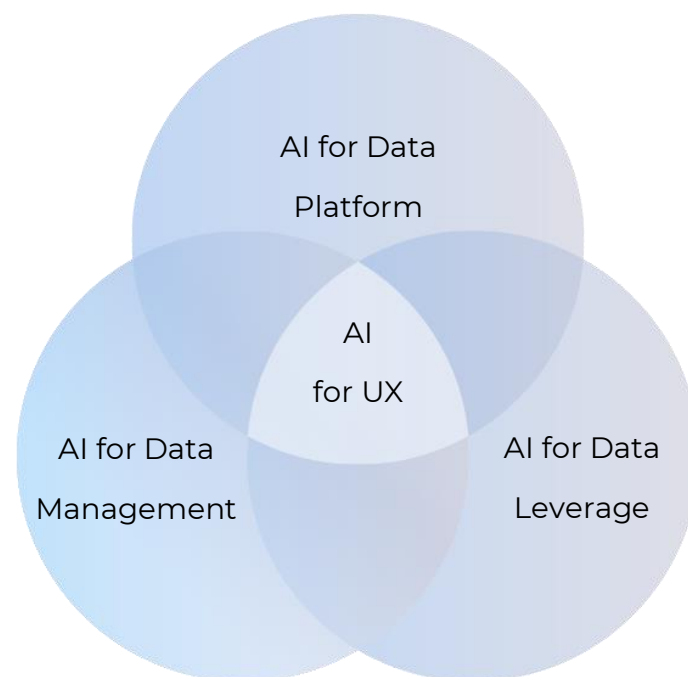 AI for Data
Platform
AI
for UX
AI for Data
Management
AI for Data
Leverage